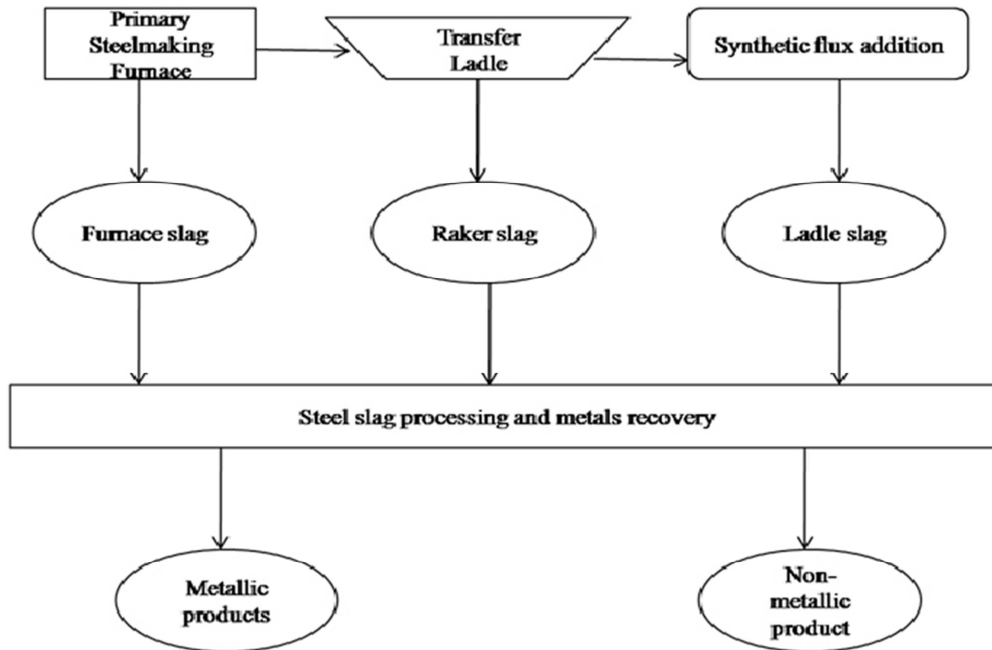 Primary
Steelmaking
Furnace
Transfer
Ladle
Synthetic flux addition
Furnace slag
Raker slag
Ladle slag
Steel slag processing and metals recovery
Metallic
products
Non-
metallic
product